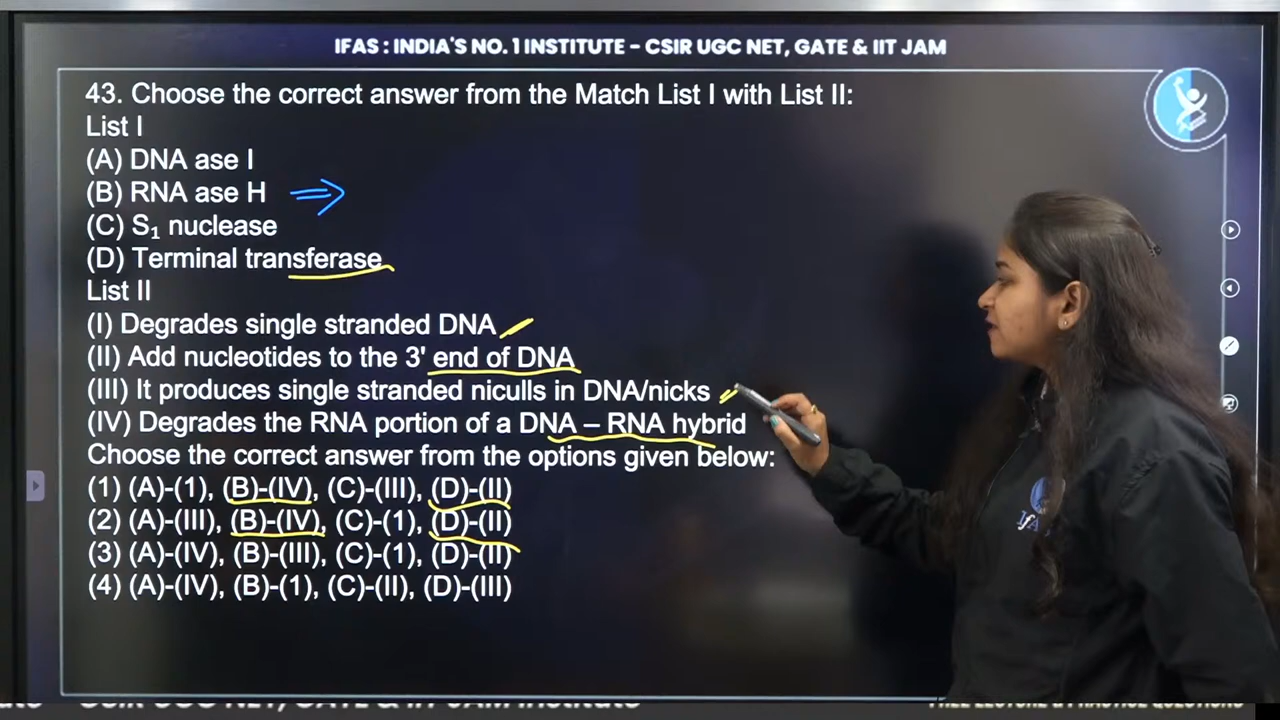 IFAS : INDIA'S NO. 1 INSTITUTE - CSIR UGC NET, GATE & IIT JAM
43. Choose the correct answer from the Match List I with List II:
List I
(A) DNA ase I
(B) RNA ase H
(C) S₁ nuclease
(D) Terminal transferase
List II
(I) Degrades single stranded DNA
(II) Add nucleotides to the 3' end of DNA
(III) It produces single stranded niculls in DNA/nicks
(IV) Degrades the RNA portion of a DNA – RNA hybrid
Choose the correct answer from the options given below:
(1) (A)-(1), (B)-(IV), (C)-(III), (D)-(II)
(2) (A)-(III), (B)-(IV), (C)-(1), (D)-(II)
(3) (A)-(IV), (B)-(III), (C)-(1), (D)-(II)
(4) (A)-(IV), (B)-(1), (C)-(II), (D)-(III)